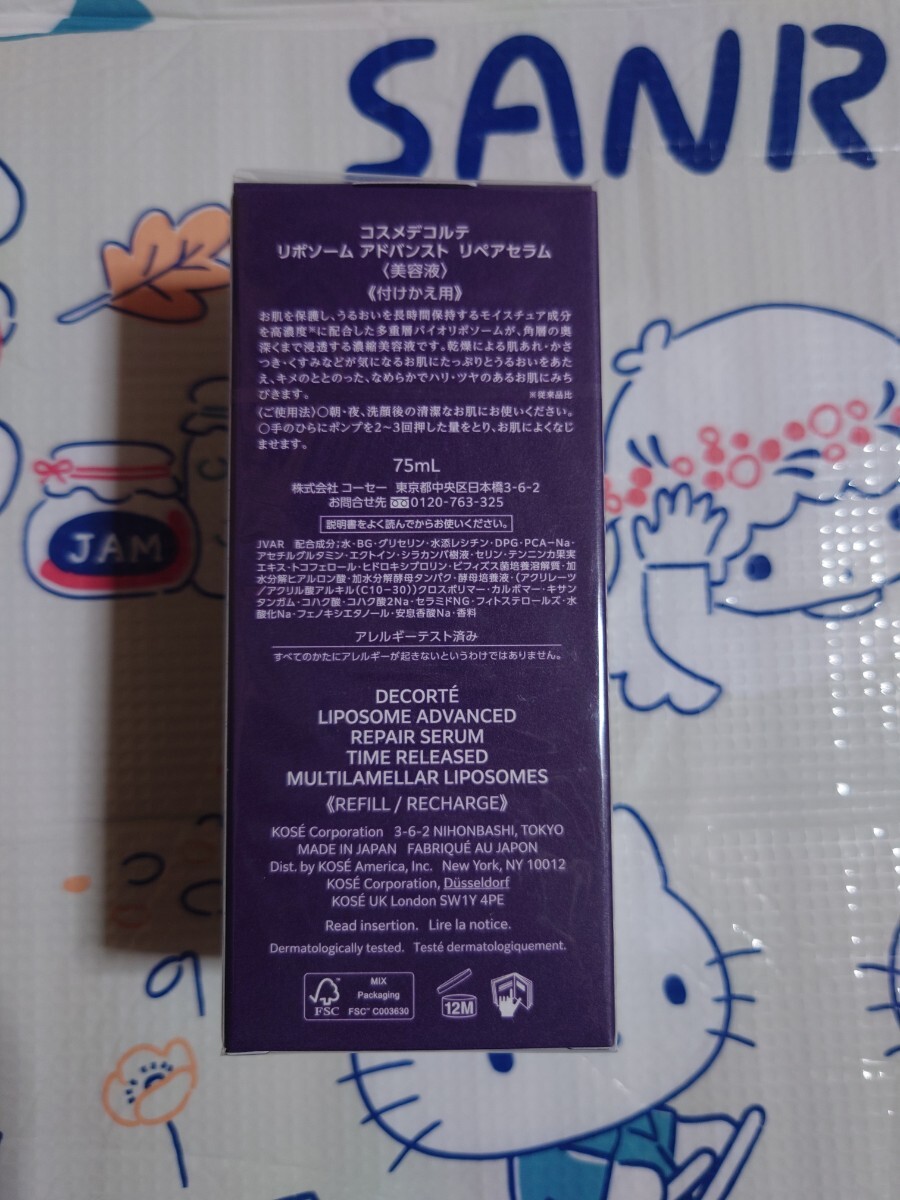 SANR
コスメデコルテ
リポソーム アドバンスト リペアセラム
〈美容液〉
《付けかえ用》
お肌を保護し、うるおいを長時間保持するモイスチュア成分
を高濃度※に配合した多重層バイオリポソームが、角層の奥
深くまで浸透する濃縮美容液です。乾燥による肌あれ・かさ
つき・くすみなどが気になるお肌にたっぷりとうるおいをあた
え、キメのととのった、なめらかでハリ・ツヤのあるお肌にみち
びきます。 ※従来品比
〈ご使用法〉○朝・夜、洗顔後の清潔なお肌にお使いください。
○手のひらにポンプを2～3回押した量をとり、お肌によくなじ
ませます。
75mL
株式会社 コーセー 東京都中央区日本橋3-6-2
お問合せ先 0120-763-325
説明書をよく読んでからお使いください。
JVAR 配合成分:水・BG・グリセリン・水添レシチン・DPG・PCA-Na・
アセチルグルタミン・エクトイン・シラカンバ樹液・セリン・テンニンカ果実
エキス・トコフェロール・ヒドロキシプロリン・ビフィズス菌培養溶解質・加
水分解ヒアルロン酸・加水分解酵母タンパク・酵母培養液・(アクリレーツ
/アクリル酸アルキル(C10-30))クロスポリマー・カルボマー・キサン
タンガム・コハク酸・コハク酸2Na・セラミドNG・フィトステロールズ・水
酸化Na・フェノキシエタノール・安息香酸Na・香料
アレルギーテスト済み
すべてのかたにアレルギーが起きないというわけではありません。
JAM
DECORTÉ
LIPOSOME ADVANCED
REPAIR SERUM
TIME RELEASED
MULTILAMELLAR LIPOSOMES
《REFILL / RECHARGE》
KOSÉ Corporation 3-6-2 NIHONBASHI, TOKYO
MADE IN JAPAN FABRIQUÉ AU JAPON
Dist. by KOSÉ America, Inc. New York, NY 10012
KOSÉ Corporation, Düsseldorf
KOSÉ UK London SW1Y 4PE
Read insertion. Lire la notice.
Dermatologically tested. Testé dermatologiquement.
MIX
Packaging
FSC FSC™ C003630
12M